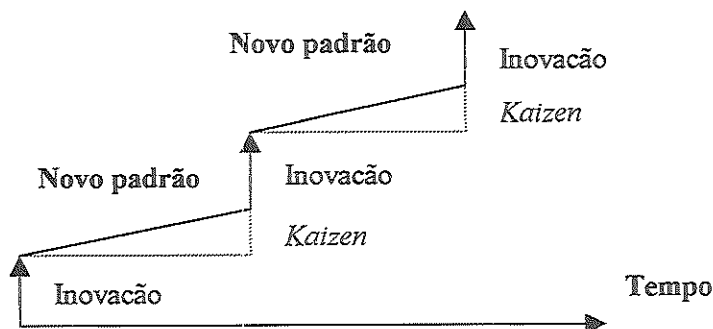 Novo padrão
Inovacão
Kaizen
Novo padrão
Inovacão
Kaizen
Inovacão
Tempo